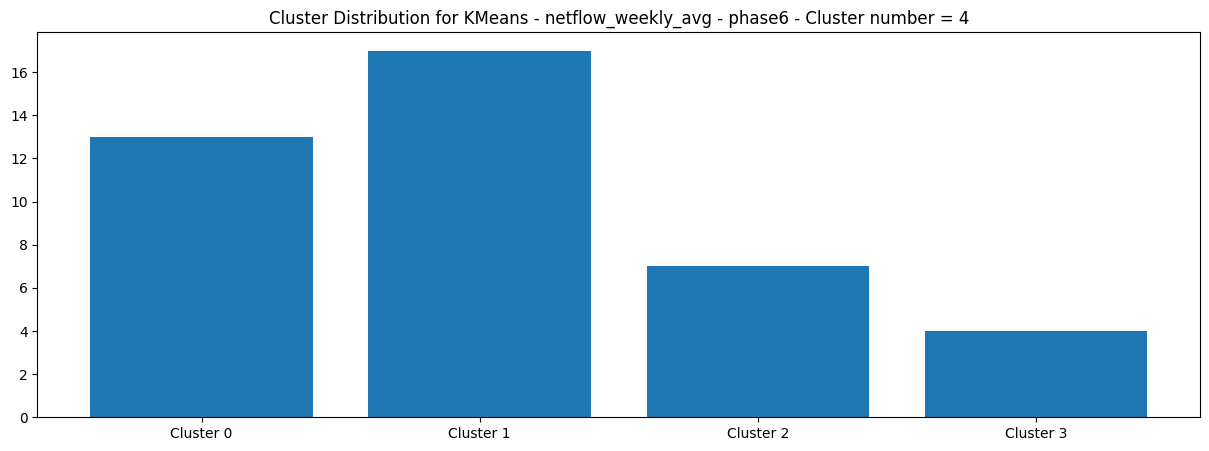 Cluster Distribution for KMeans - netflow_weekly_avg - phase6 - Cluster number = 4
16
14
12
10
8
6
4
2
0
Cluster 0
Cluster 1
Cluster 2
Cluster 3